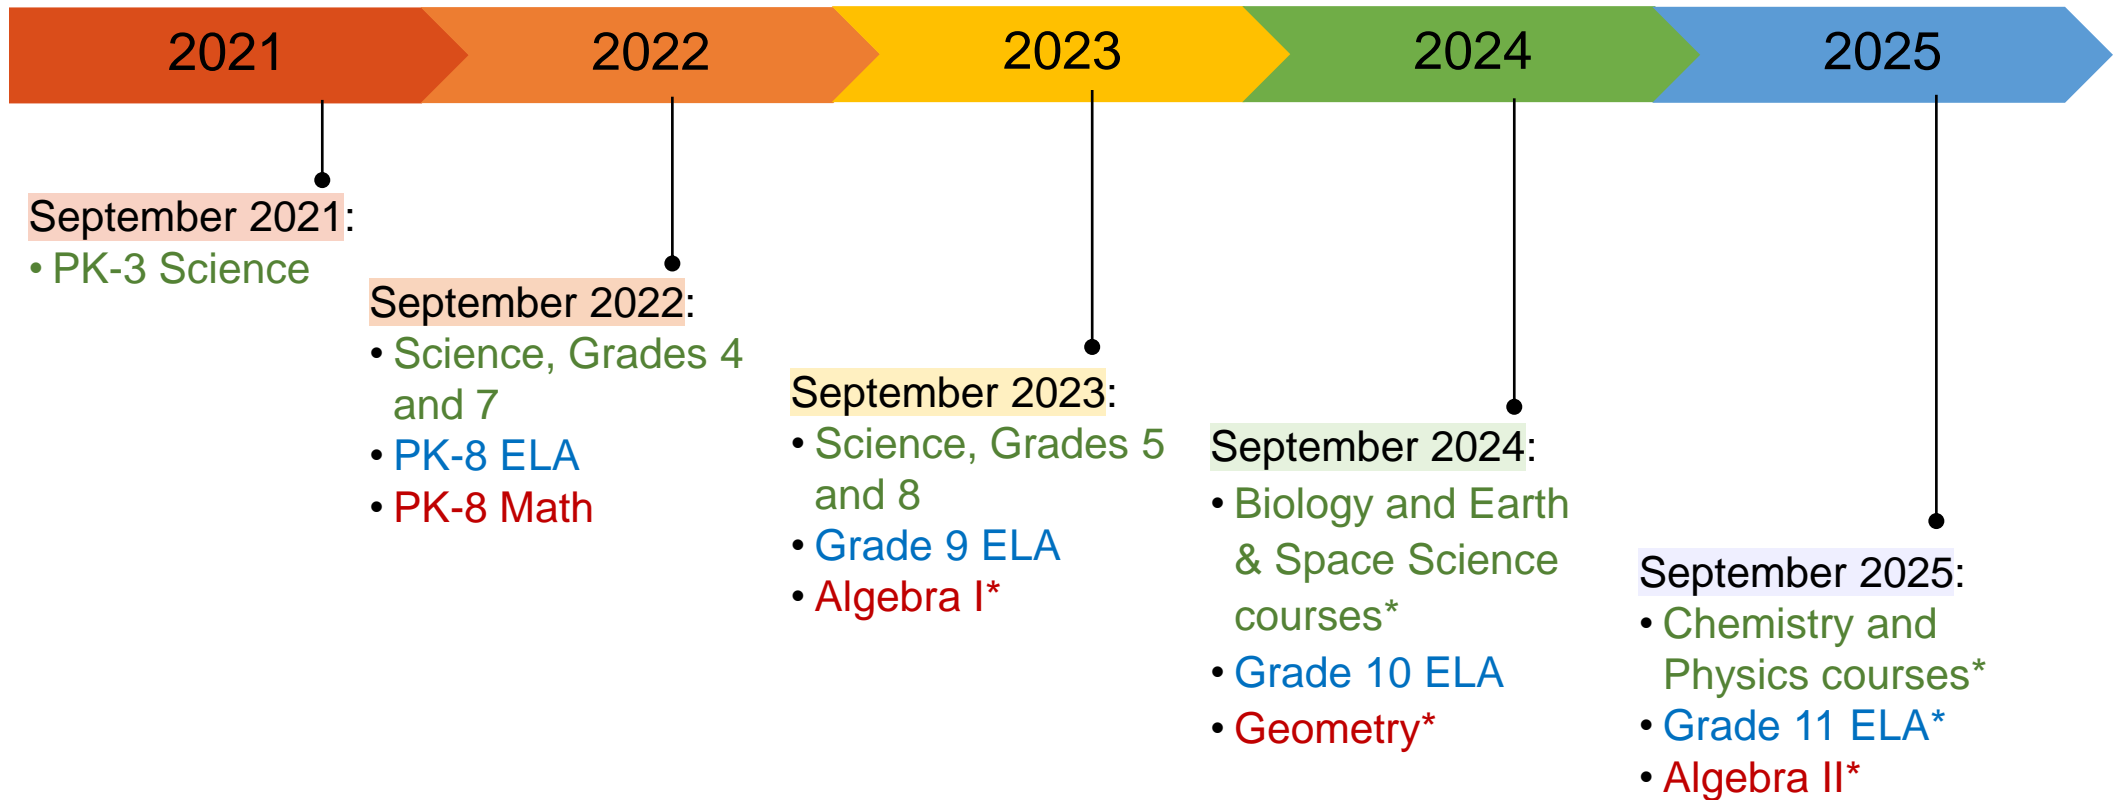 2021
2022
2023
2024
2025
September 2021:
• PK-3 Science
September 2022:
• Science, Grades 4
and 7
• PK-8 ELA
• PK-8 Math
September 2023:
• Science, Grades 5
and 8
• Grade 9 ELA
• Algebra I*
September 2024:
• Biology and Earth
& Space Science
courses*
• Grade 10 ELA
• Geometry*
September 2025:
• Chemistry and
Physics courses*
• Grade 11 ELA*
• Algebra II*